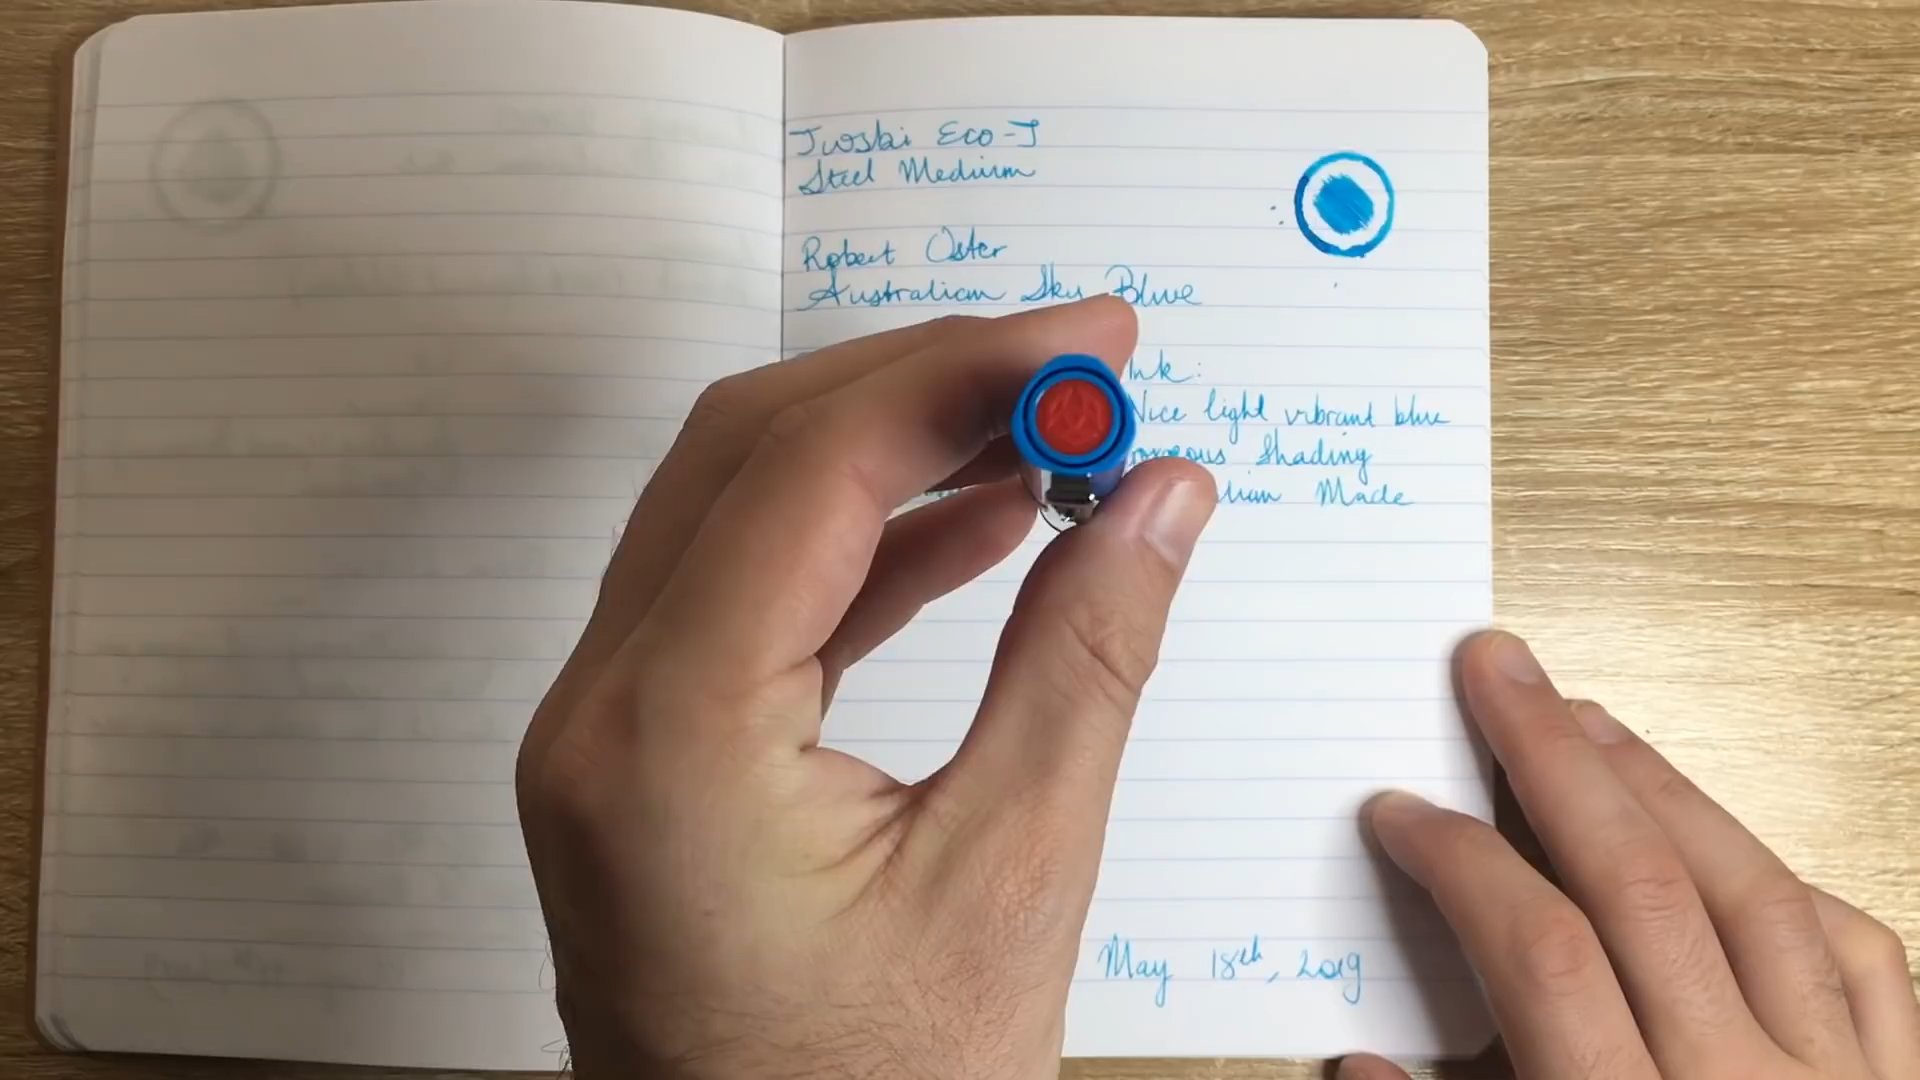 Twsbi Eco-T
Steel Medium
Robert Oster
Australian Sky Blue
Ink:
Nice light vibrant blue
Shading
Made
May 18th, 2019